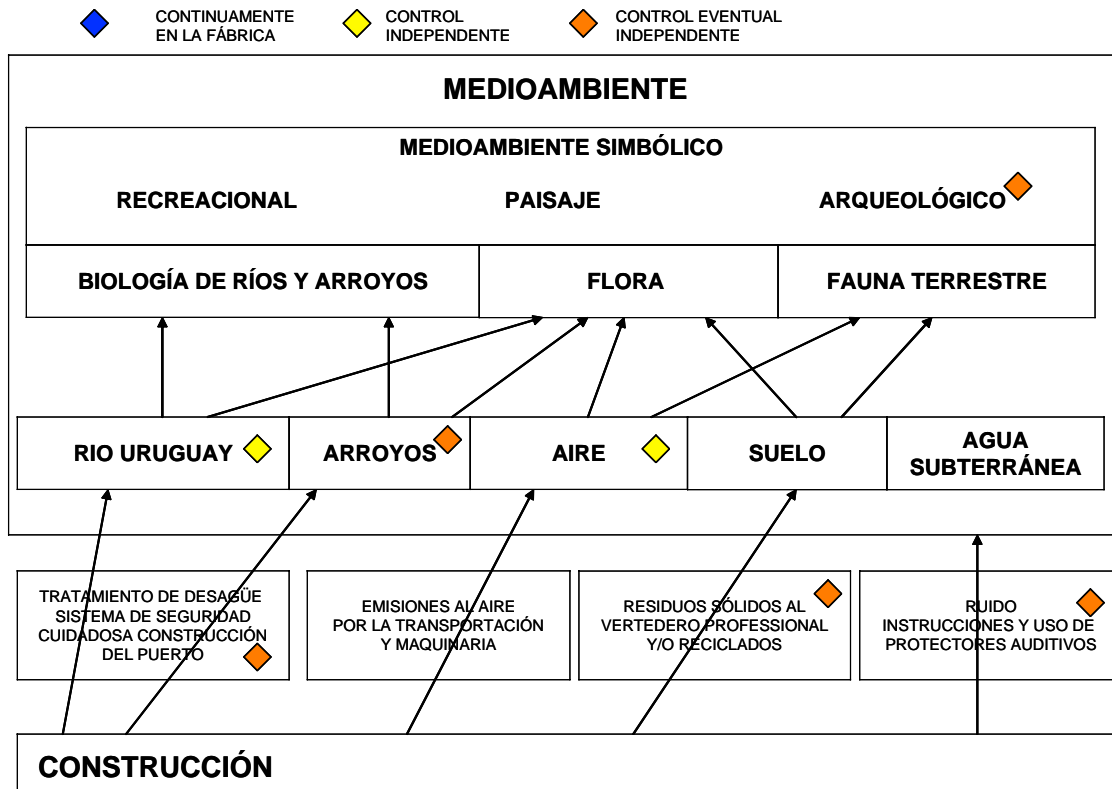 CONTINUAMENTE
EN LA FÁBRICA
CONTROL
INDEPENDIENTE
CONTROL EVENTUAL
INDEPENDIENTE
MEDIOAMBIENTE
MEDIOAMBIENTE SIMBÓLICO
RECREACIONAL PAISAJE ARQUEOLÓGICO
BIOLOGÍA DE RÍOS Y ARROYOS FLORA FAUNA TERRESTRE
RIO URUGUAY ARROYOS AIRE SUELO
AGUA
SUBTERRÁNEA
TRATAMIENTO DE DESAGÜE
SISTEMA DE SEGURIDAD
CUIDADOSA CONSTRUCCIÓN
DEL PUERTO
EMISIONES AL AIRE
POR LA TRANSPORTACIÓN
Y MAQUINARIA
RESIDUOS SÓLIDOS AL
VERTEDERO PROFESSIONAL
Y/O RECICLADOS
RUIDO
INSTRUCCIONES Y USO DE
PROTECTORES AUDITIVOS
CONSTRUCCIÓN